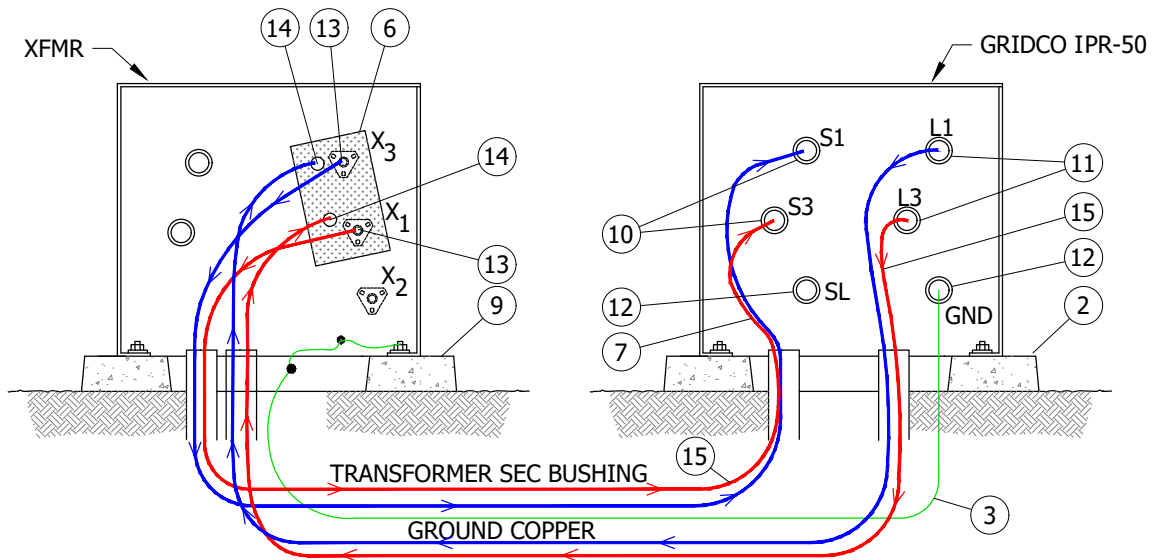 14
13
6
XFMR
GRIDCO IPR-50
X3
14
S1
L1
11
X1
S3
L3
15
10
13
12
12
X2
9
SL
GND
2
7
TRANSFORMER SEC BUSHING
15
3
GROUND COPPER